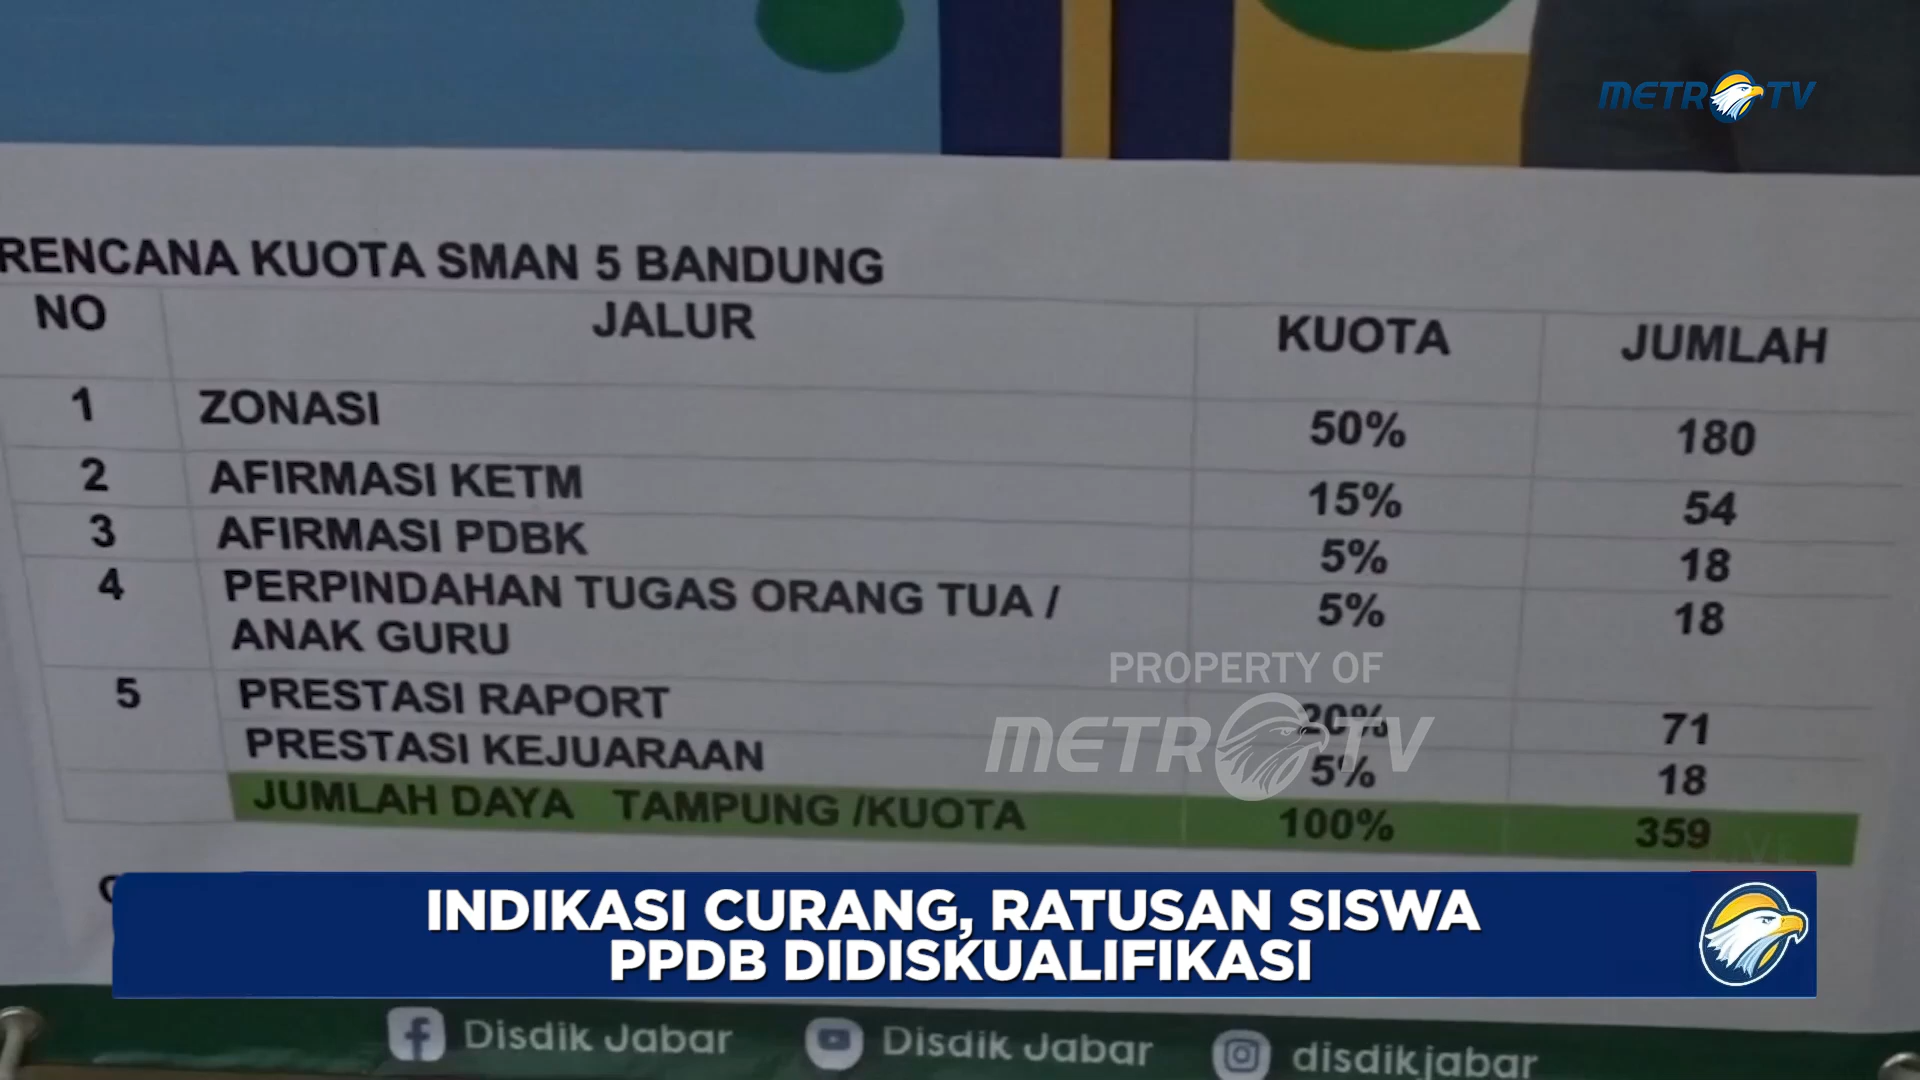 METRO TV
RENCANA KUOTA SMAN 5 BANDUNG
NO JALUR KUOTA JUMLAH
1 ZONASI 50% 180
2 AFIRMASI KETM 15% 54
3 AFIRMASI PDBK 5% 18
4 PERPINDAHAN TUGAS ORANG TUA / 5% 18
ANAK GURU
5 PRESTASI RAPORT 20% 71
PRESTASI KEJUARAAN 5% 18
JUMLAH DAYA TAMPUNG /KUOTA 100% 359
PROPERTY OF
METRO TV
LIVE
INDIKASI CURANG, RATUSAN SISWA
PPDB DIDISKUALIFIKASI
Disdik Jabar Disdik Jabar disdikjabar